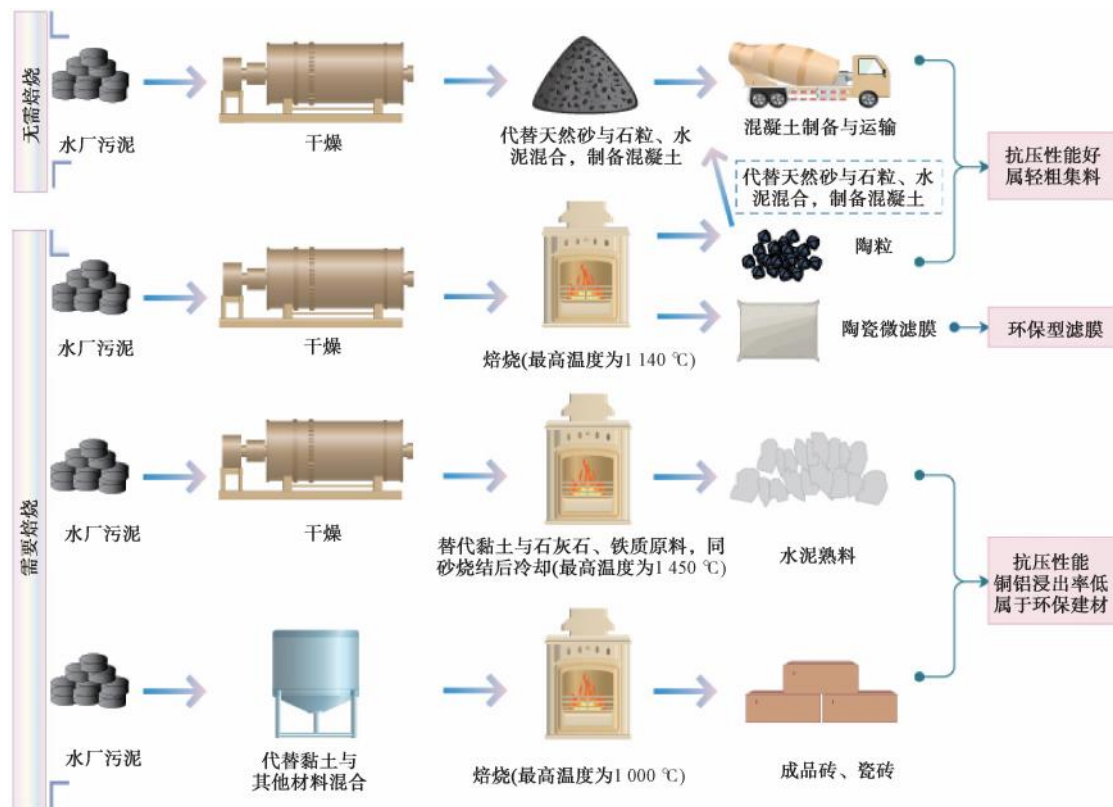 无需焙烧
水厂污泥
干燥
代替天然砂与石粒、水
泥混合，制备混凝土
混凝土制备与运输
代替天然砂与石粒、水
泥混合，制备混凝土
抗压性能好
属轻粗集料
需要焙烧
水厂污泥
干燥
焙烧(最高温度为1 140 ℃)
陶粒
陶瓷微滤膜
环保型滤膜
水厂污泥
干燥
替代黏土与石灰石、铁质原料，同
砂烧结后冷却(最高温度为1 450 ℃)
水泥熟料
抗压性能
铜铝浸出率低
属于环保建材
水厂污泥
代替黏土与
其他材料混合
焙烧(最高温度为1 000 ℃)
成品砖、瓷砖